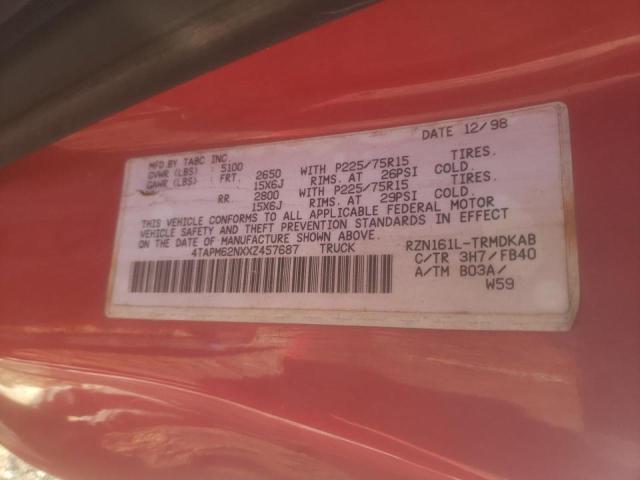 MFD.BY TABC INC. DATE 12/98
GVWR (LBS) 5100
GAWR (LBS) FRT. 2650 WITH P225/75R15 TIRES.
15X6J RIMS. AT 26PSI COLD.
RR. 2800 WITH P225/75R15 TIRES.
15X6J RIMS. AT 29PSI COLD.
THIS VEHICLE CONFORMS TO ALL APPLICABLE FEDERAL MOTOR
VEHICLE SAFETY AND THEFT PREVENTION STANDARDS IN EFFECT
ON THE DATE OF MANUFACTURE SHOWN ABOVE.
4TAPM62NXXZ457687 TRUCK RZN161L-TRMDKAB
C/TR 3H7/FB40
A/TM B03A/
W59